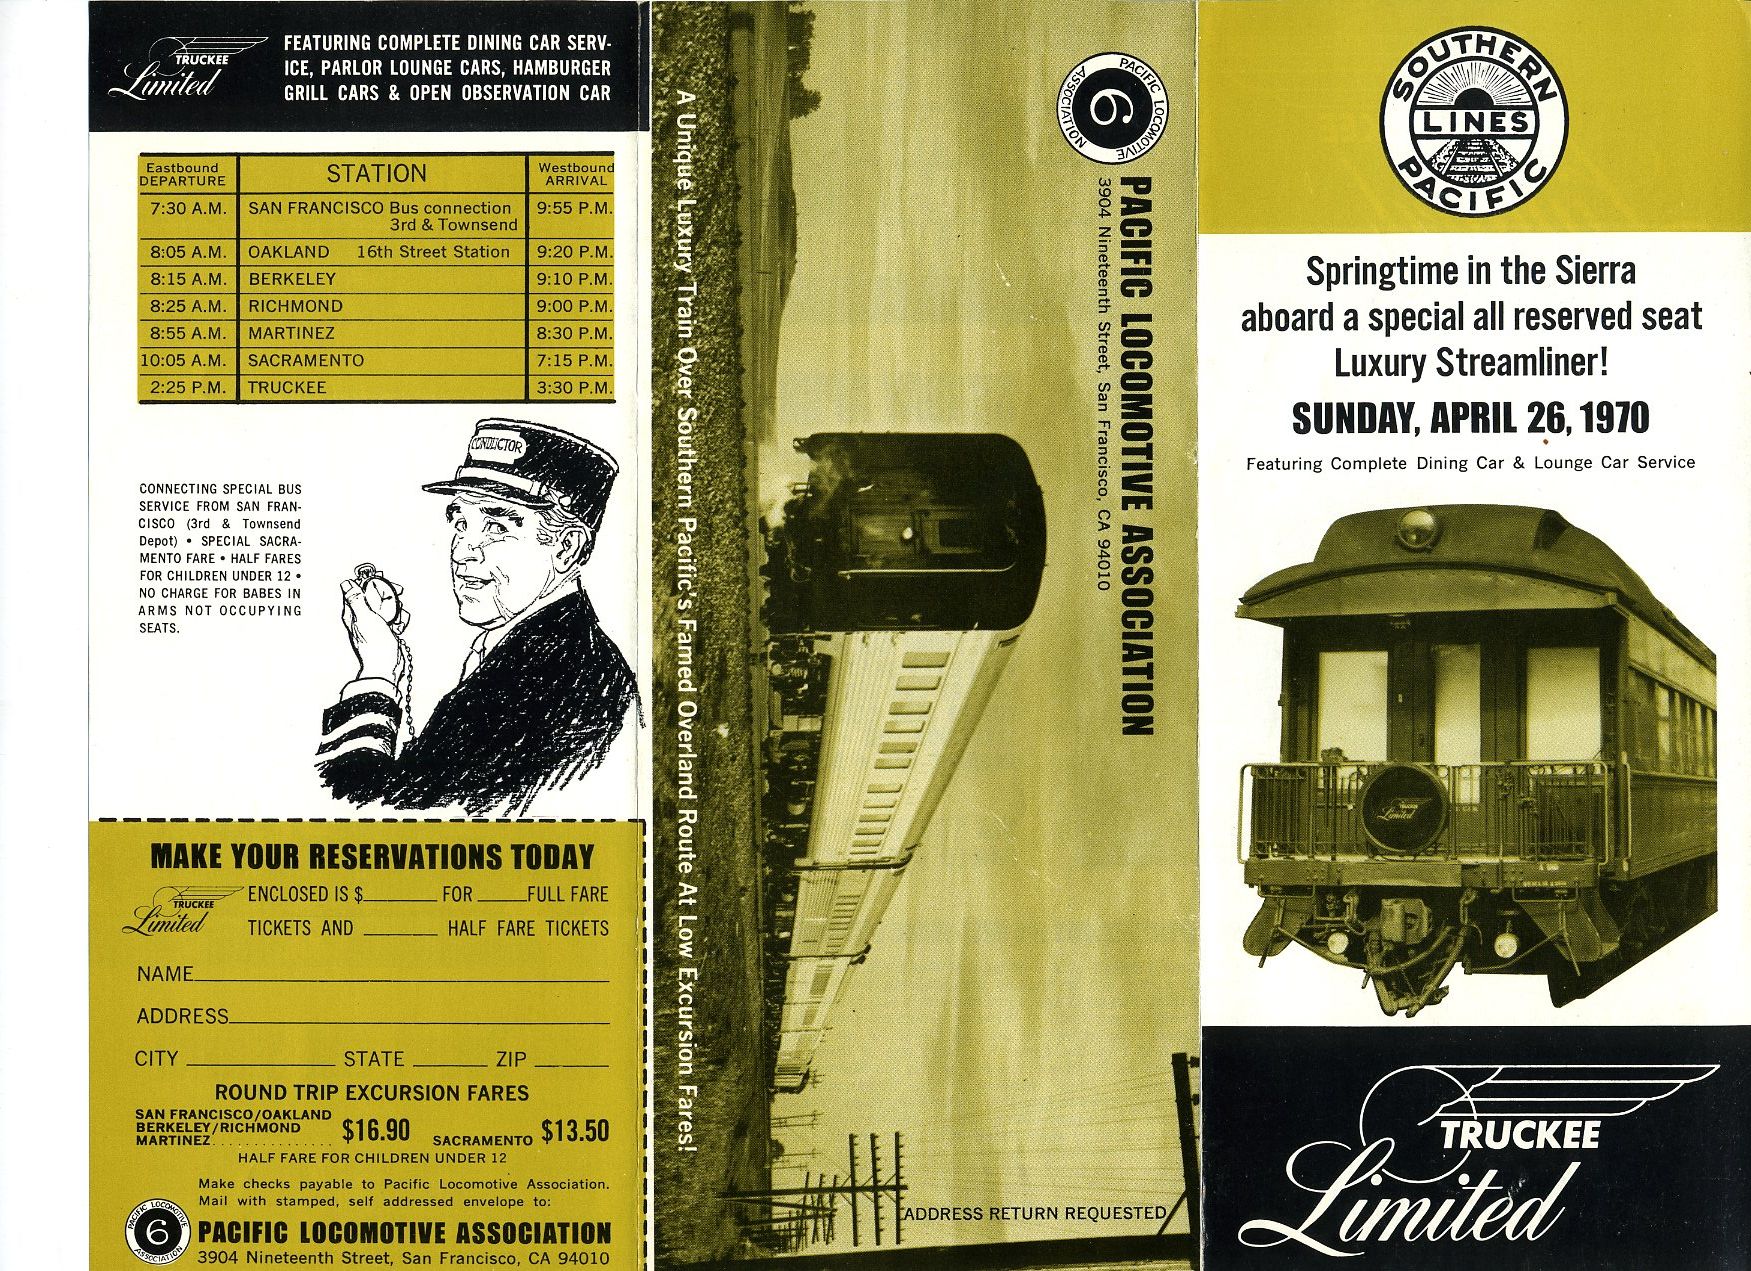 TRUCKEE
Limited
FEATURING COMPLETE DINING CAR SERV-
ICE, PARLOR LOUNGE CARS, HAMBURGER
GRILL CARS & OPEN OBSERVATION CAR
Eastbound DEPARTURE STATION Westbound ARRIVAL
7:30 A.M. SAN FRANCISCO Bus connection 9:55 P.M.
3rd & Townsend
8:05 A.M. OAKLAND 16th Street Station 9:20 P.M.
8:15 A.M. BERKELEY 9:10 P.M.
8:25 A.M. RICHMOND 9:00 P.M.
8:55 A.M. MARTINEZ 8:30 P.M.
10:05 A.M. SACRAMENTO 7:15 P.M.
2:25 P.M. TRUCKEE 3:30 P.M.
CONDUCTOR
CONNECTING SPECIAL BUS
SERVICE FROM SAN FRAN-
CISCO (3rd & Townsend
Depot) • SPECIAL SACRA-
MENTO FARE • HALF FARES
FOR CHILDREN UNDER 12 •
NO CHARGE FOR BABES IN
ARMS NOT OCCUPYING
SEATS.
MAKE YOUR RESERVATIONS TODAY
TRUCKEE
Limited
ENCLOSED IS $________ FOR _____FULL FARE
TICKETS AND ________ HALF FARE TICKETS
NAME
ADDRESS
CITY ________ STATE ________ ZIP ________
ROUND TRIP EXCURSION FARES
SAN FRANCISCO/OAKLAND
BERKELEY/RICHMOND
MARTINEZ............... $16.90 SACRAMENTO $13.50
HALF FARE FOR CHILDREN UNDER 12
Make checks payable to Pacific Locomotive Association.
Mail with stamped, self addressed envelope to:
PACIFIC LOCOMOTIVE ASSOCIATION
6
PACIFIC LOCOMOTIVE ASSOCIATION
3904 Nineteenth Street, San Francisco, CA 94010
PACIFIC LOCOMOTIVE ASSOCIATION
6
PACIFIC LOCOMOTIVE ASSOCIATION
3904 Nineteenth Street, San Francisco, CA 94010
A Unique Luxury Train Over Southern Pacific's Famed Overland Route At Low Excursion Fares!
ADDRESS RETURN REQUESTED
SOUTHERN
LINES
PACIFIC
Springtime in the Sierra
aboard a special all reserved seat
Luxury Streamliner!
SUNDAY, APRIL 26, 1970
Featuring Complete Dining Car & Lounge Car Service
TRUCKEE
Limited
TRUCKEE
Limited